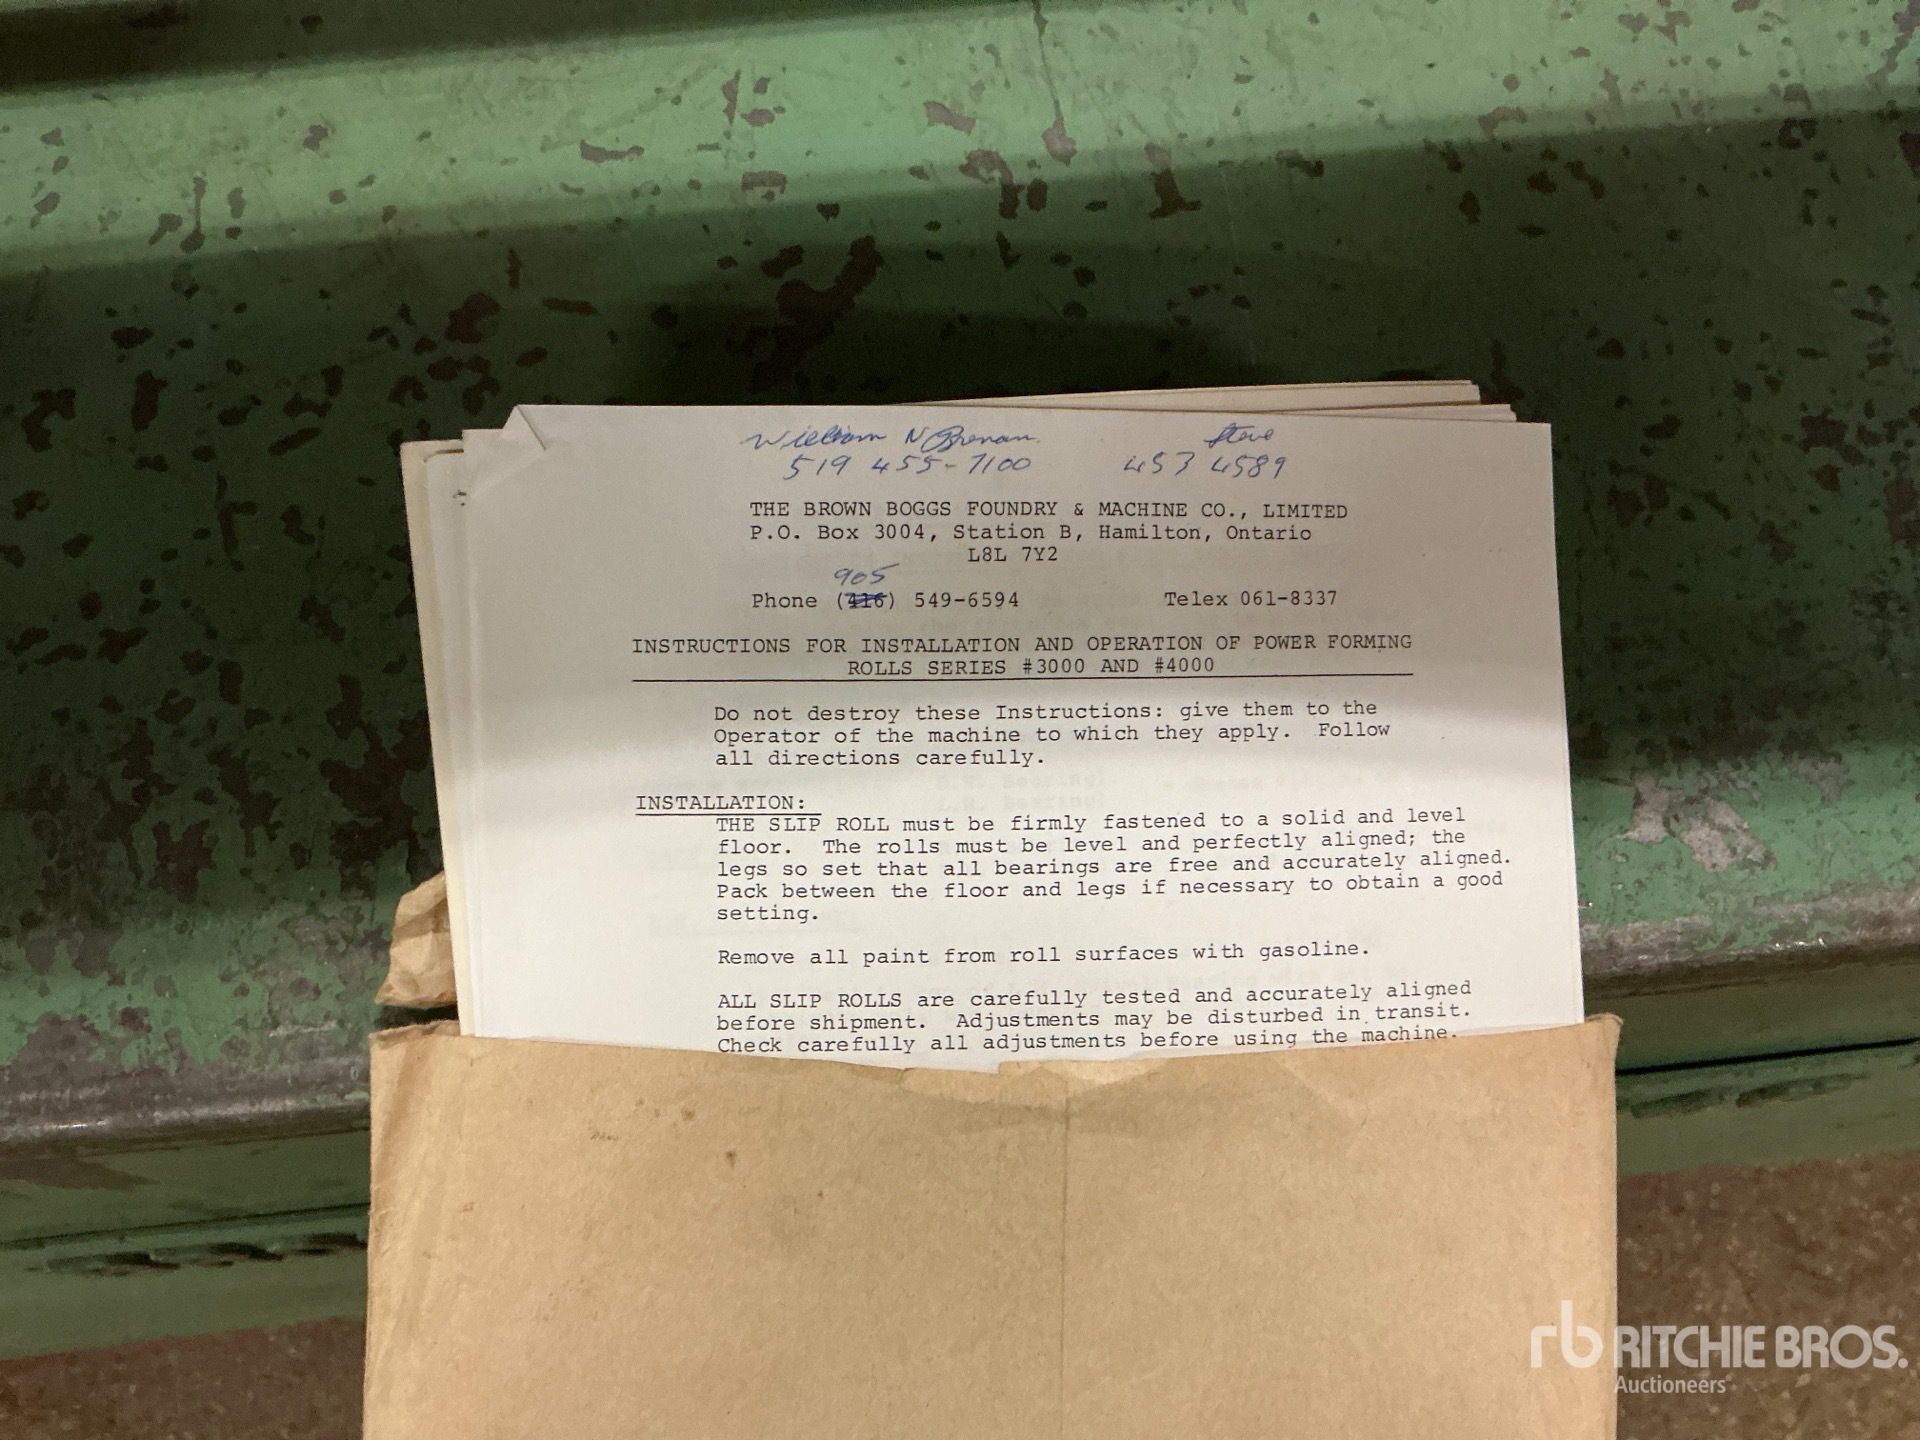 William N Brenan. Steve
519 455-7100 453 4589
THE BROWN BOGGS FOUNDRY & MACHINE CO., LIMITED
P.O. Box 3004, Station B, Hamilton, Ontario
L8L 7Y2
905
Phone (416) 549-6594 Telex 061-8337
INSTRUCTIONS FOR INSTALLATION AND OPERATION OF POWER FORMING
ROLLS SERIES #3000 AND #4000
Do not destroy these Instructions: give them to the
Operator of the machine to which they apply. Follow
all directions carefully.
INSTALLATION:
THE SLIP ROLL must be firmly fastened to a solid and level
floor. The rolls must be level and perfectly aligned; the
legs so set that all bearings are free and accurately aligned.
Pack between the floor and legs if necessary to obtain a good
setting.
Remove all paint from roll surfaces with gasoline.
ALL SLIP ROLLS are carefully tested and accurately aligned
before shipment. Adjustments may be disturbed in transit.
Check carefully all adjustments before using the machine.
rb RITCHIE BROS.
Auctioneers